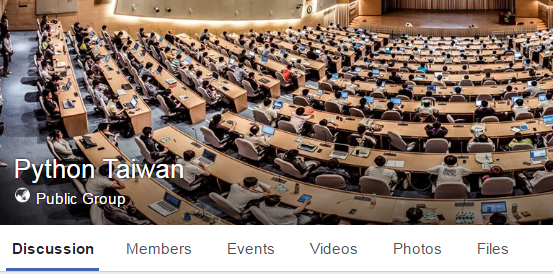 Python Taiwan
Public Group
Discussion Members Events Videos Photos Files